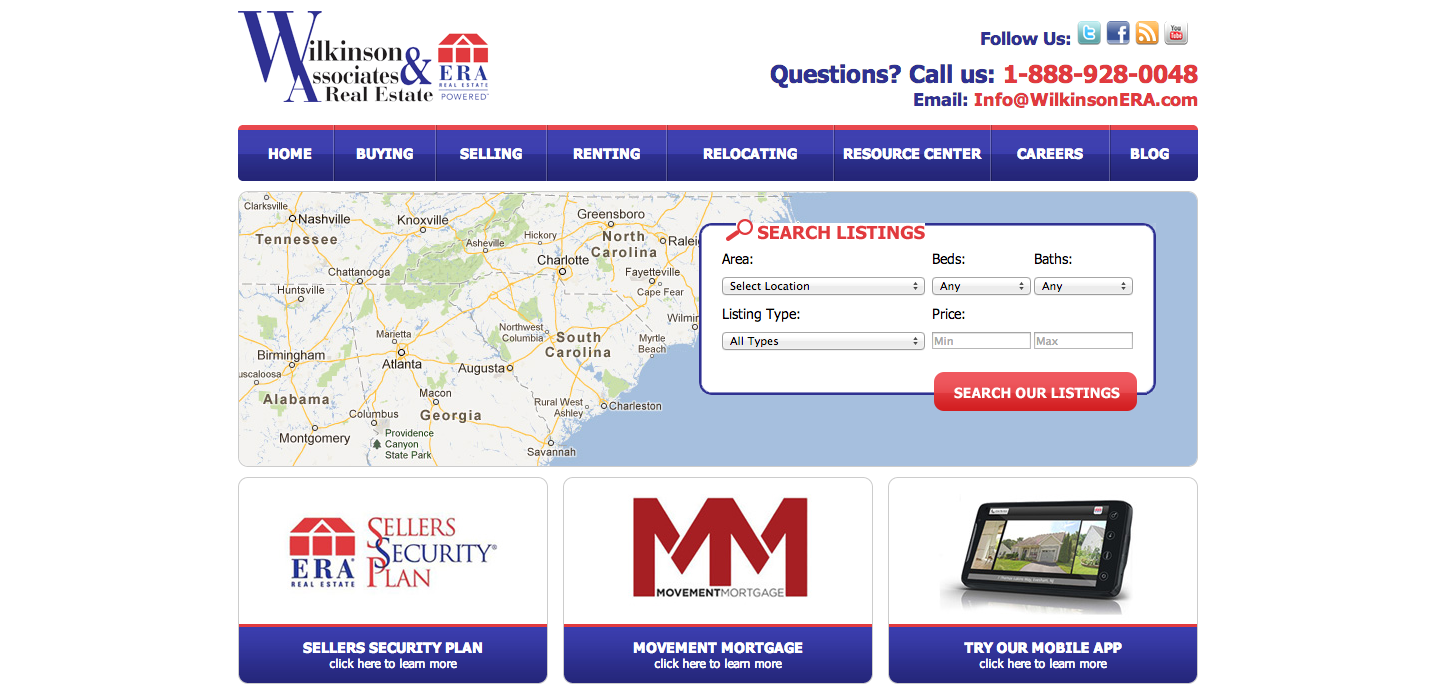 Wilkinson & Associates Real Estate
ERA
REAL ESTATE
POWERED
Follow Us:
You Tube
Questions? Call us: 1-888-928-0048
Email: Info@WilkinsonERA.com
HOME BUYING SELLING RENTING RELOCATING RESOURCE CENTER CAREERS BLOG
Clarksville
Nashville
Knoxville
Greensboro
Tennessee
Asheville
Hickory
North Carolina
Raleig
Charlotte
Chattanooga
Fayetteville
Huntsville
Cape Fear
Wilmin
Marietta
Northwest Columbia
South Carolina
Myrtle Beach
Birmingham
Atlanta
Augusta
uscaloosa
Alabama
Macon
Columbus
Georgia
Rural West Ashley
Charleston
Montgomery
Providence Canyon State Park
Savannah
SEARCH LISTINGS
Area: Beds: Baths:
Select Location Any Any
Listing Type: Price:
All Types Min Max
SEARCH OUR LISTINGS
ERA
REAL ESTATE
SELLERS
SECURITY®
PLAN
MM
MOVEMENTMORTGAGE
SELLERS SECURITY PLAN
click here to learn more
MOVEMENT MORTGAGE
click here to learn more
TRY OUR MOBILE APP
click here to learn more